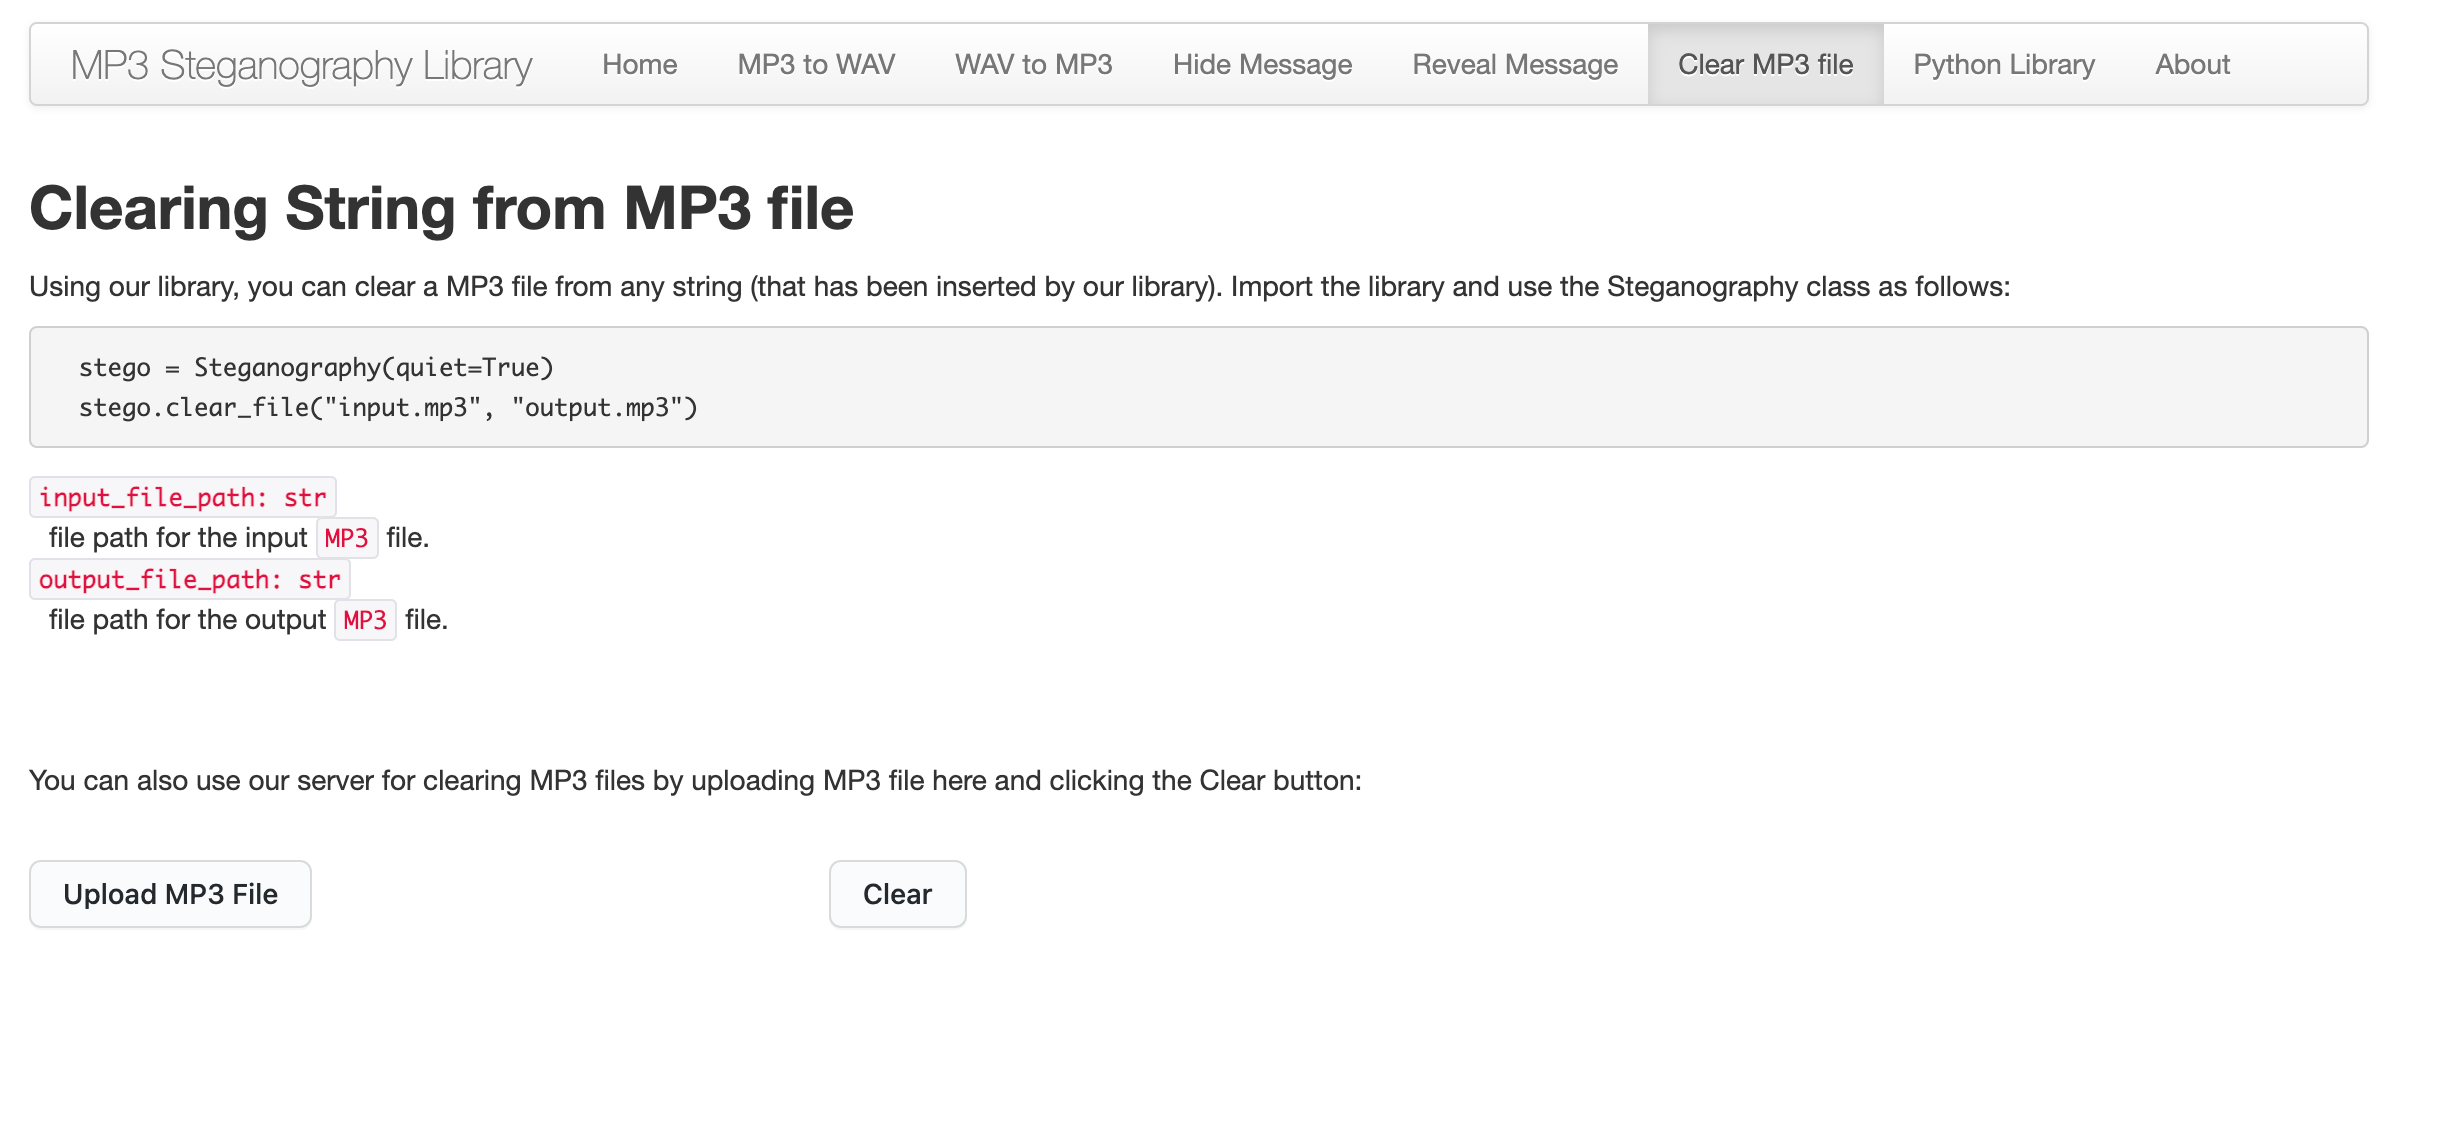 MP3 Steganography Library Home MP3 to WAV WAV to MP3 Hide Message Reveal Message Clear MP3 file Python Library About
Clearing String from MP3 file
Using our library, you can clear a MP3 file from any string (that has been inserted by our library). Import the library and use the Steganography class as follows:
stego = Steganography(quiet=True)
stego.clear_file("input.mp3", "output.mp3")
input_file_path: str
file path for the input MP3 file.
output_file_path: str
file path for the output MP3 file.
You can also use our server for clearing MP3 files by uploading MP3 file here and clicking the Clear button:
Upload MP3 File Clear